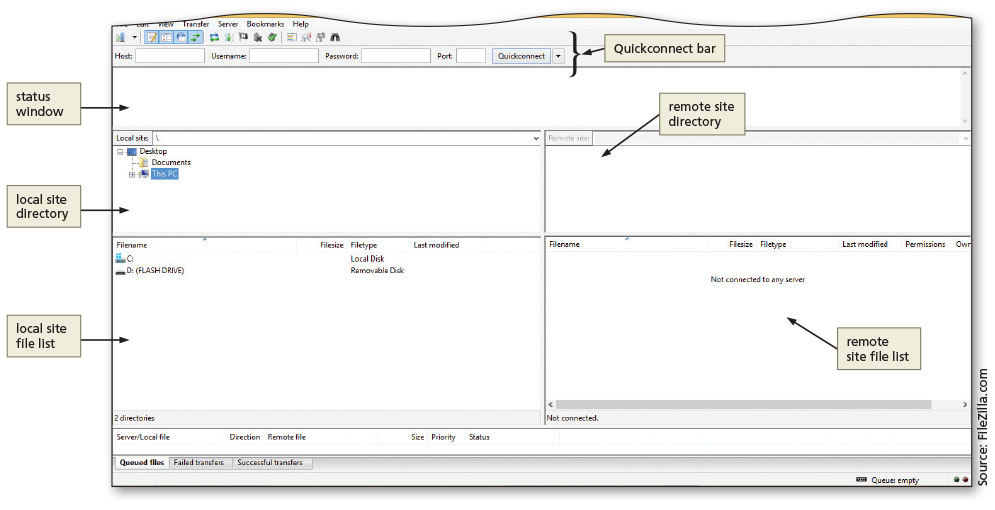 Edit View Transfer Server Bookmarks Help
Host: Username: Password: Port: Quickconnect
Quickconnect bar
status
window
remote site
directory
Local site: \
Remote site:
Desktop
Documents
This PC
local site
directory
Filename Filesize Filetype Last modified
Filename Filesize Filetype Last modified Permissions Own
C: Local Disk
D: (FLASH DRIVE) Removable Disk
Not connected to any server
local site
file list
remote
site file list
2 directories
Not connected.
Server/Local file Direction Remote file Size Priority Status
Queued files Failed transfers Successful transfers
Queue: empty
Source: FileZilla.com